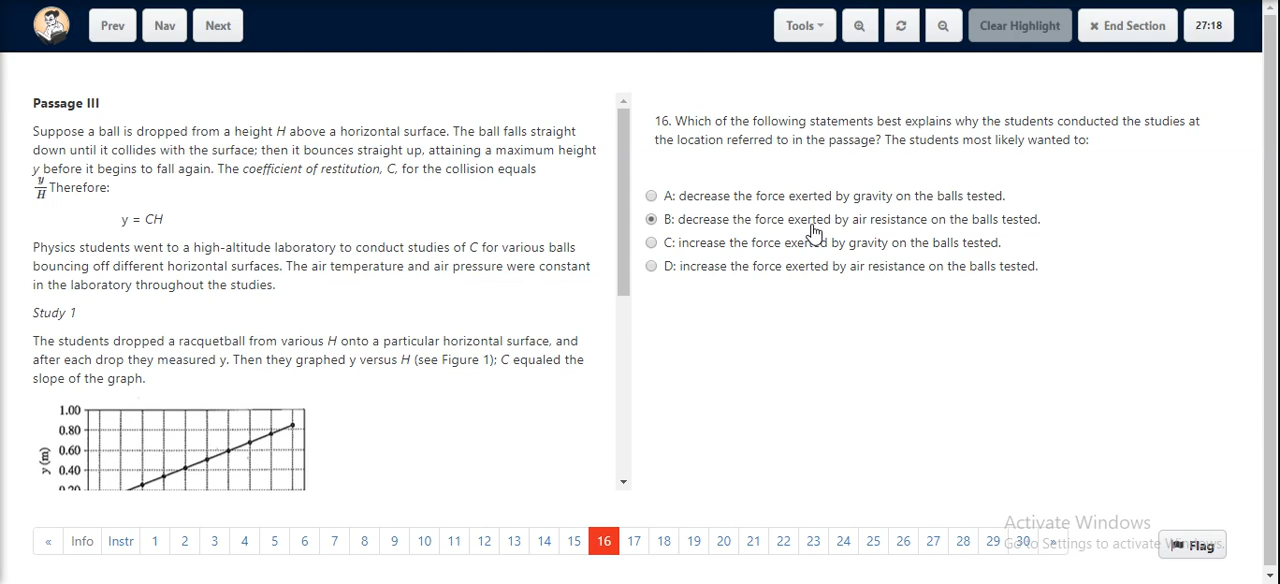 Prev
Nav
Next
Tools
Clear Highlight
✖ End Section
27:18
Passage III
Suppose a ball is dropped from a height H above a horizontal surface. The ball falls straight
down until it collides with the surface; then it bounces straight up, attaining a maximum height
y before it begins to fall again. The coefficient of restitution, C, for the collision equals
y/H Therefore:
y = CH
Physics students went to a high-altitude laboratory to conduct studies of C for various balls
bouncing off different horizontal surfaces. The air temperature and air pressure were constant
in the laboratory throughout the studies.
Study 1
The students dropped a racquetball from various H onto a particular horizontal surface, and
after each drop they measured y. Then they graphed y versus H (see Figure 1); C equaled the
slope of the graph.
1.00
0.80
0.60
0.40
0.20
y (m)
16. Which of the following statements best explains why the students conducted the studies at
the location referred to in the passage? The students most likely wanted to:
A: decrease the force exerted by gravity on the balls tested.
B: decrease the force exerted by air resistance on the balls tested.
C: increase the force exerted by gravity on the balls tested.
D: increase the force exerted by air resistance on the balls tested.
« Info Instr 1 2 3 4 5 6 7 8 9 10 11 12 13 14 15 16 17 18 19 20 21 22 23 24 25 26 27 28 29 30 »
Activate Windows
Go to Settings to activate Windows.
Flag